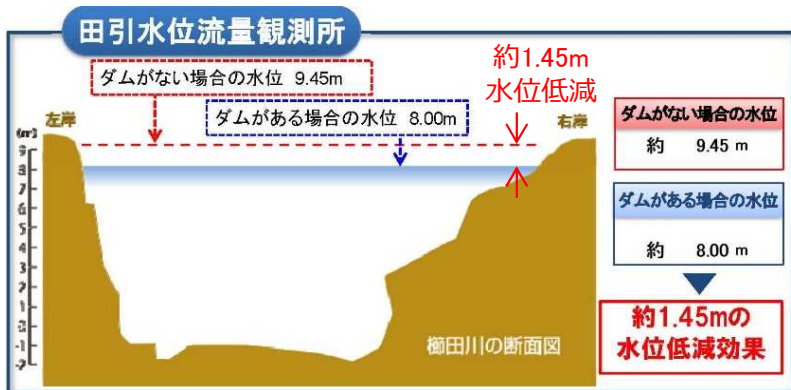 田引水位流量観測所
ダムがない場合の水位 9.45m
約1.45m
水位低減
ダムがある場合の水位 8.00m
左岸
右岸
(m)
9
8
7
6
5
4
3
2
1
0
-1
-2
櫛田川の断面図
ダムがない場合の水位
約 9.45 m
ダムがある場合の水位
約 8.00 m
約1.45mの
水位低減効果